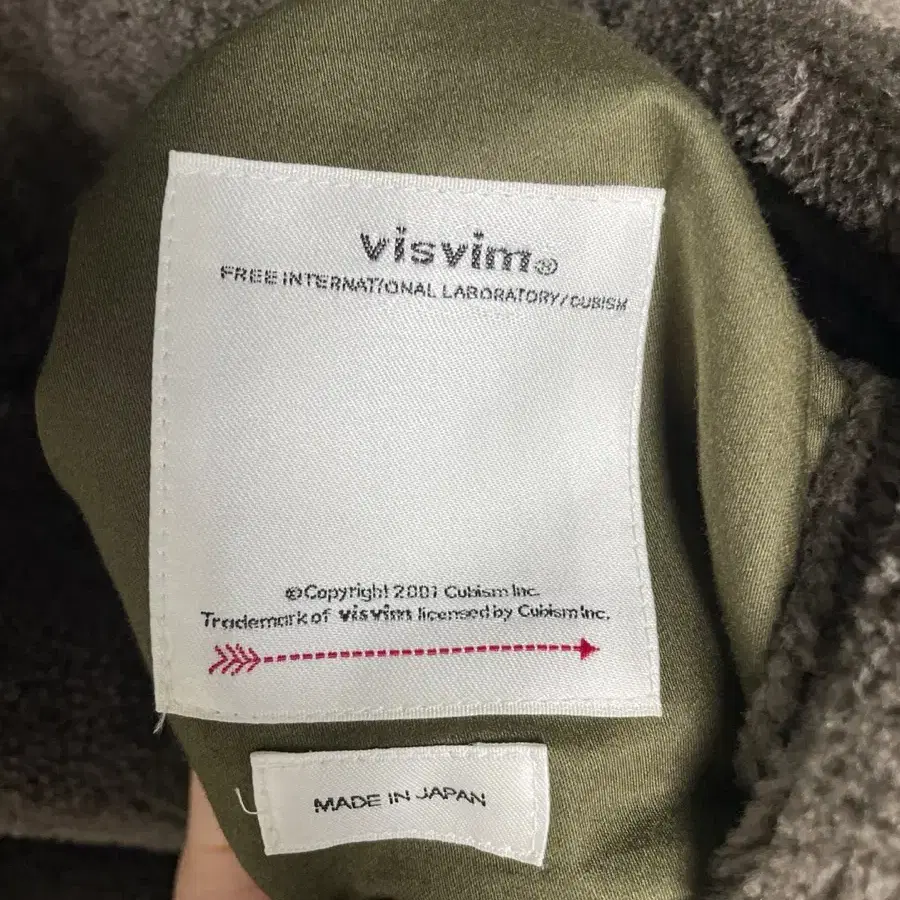 visvim®
FREE INTERNATIONAL LABORATORY/CUBISM
©Copyright 2001 Cubism Inc.
Trademark of visvim licensed by Cubism Inc.
MADE IN JAPAN